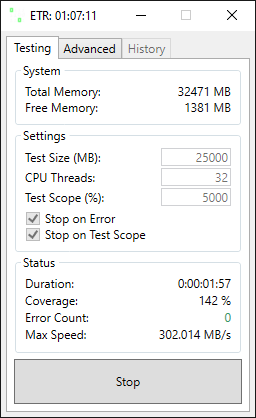 ETR: 01:07:11
Testing Advanced History
System
Total Memory: 32471 MB
Free Memory: 1381 MB
Settings
Test Size (MB): 25000
CPU Threads: 32
Test Scope (%): 5000
Stop on Error
Stop on Test Scope
Status
Duration: 0:00:01:57
Coverage: 142 %
Error Count: 0
Max Speed: 302.014 MB/s
Stop